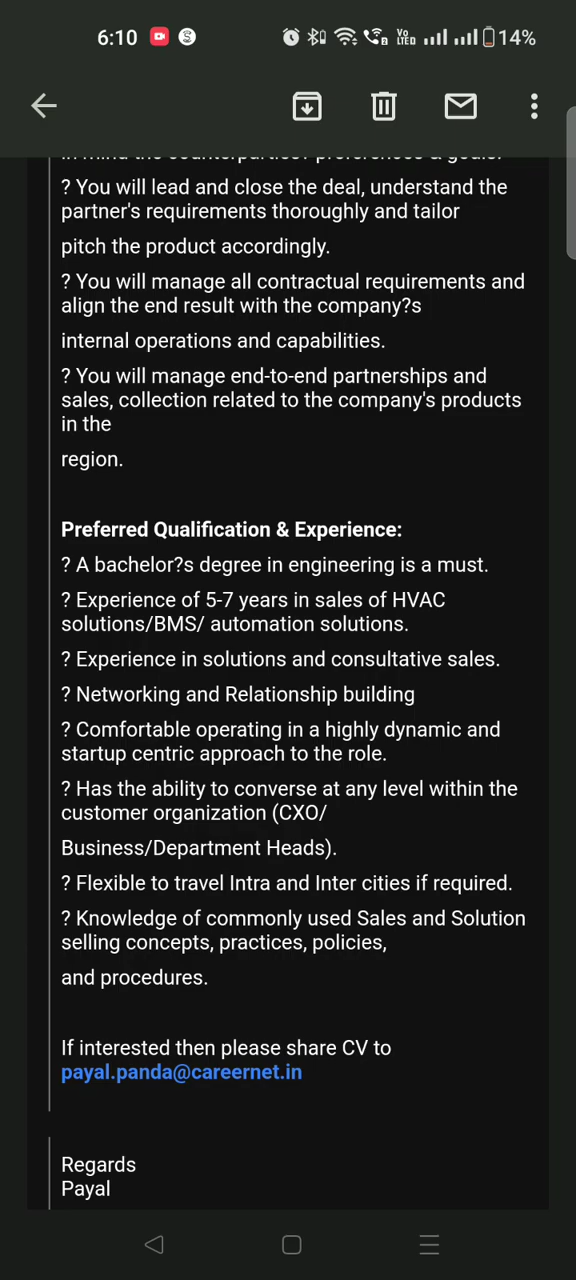 6:10
Vo
LTED
14%
in mind the counterparties? preferences & goals.
? You will lead and close the deal, understand the
partner's requirements thoroughly and tailor
pitch the product accordingly.
? You will manage all contractual requirements and
align the end result with the company?s
internal operations and capabilities.
? You will manage end-to-end partnerships and
sales, collection related to the company's products
in the
region.
Preferred Qualification & Experience:
? A bachelor?s degree in engineering is a must.
? Experience of 5-7 years in sales of HVAC
solutions/BMS/ automation solutions.
? Experience in solutions and consultative sales.
? Networking and Relationship building
? Comfortable operating in a highly dynamic and
startup centric approach to the role.
? Has the ability to converse at any level within the
customer organization (CXO/
Business/Department Heads).
? Flexible to travel Intra and Inter cities if required.
? Knowledge of commonly used Sales and Solution
selling concepts, practices, policies,
and procedures.
If interested then please share CV to
payal.panda@careernet.in
Regards
Payal